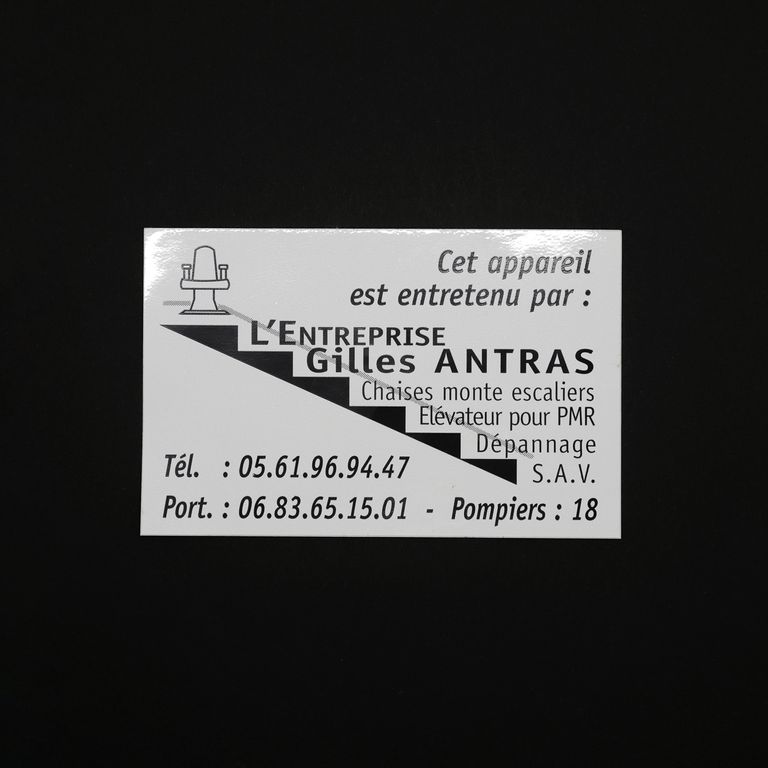 Cet appareil
est entretenu par :
L'ENTREPRISE
Gilles ANTRAS
Chaises monte escaliers
Elévateur pour PMR
Dépannage
S.A.V.
Tél. : 05.61.96.94.47
Port. : 06.83.65.15.01 - Pompiers : 18